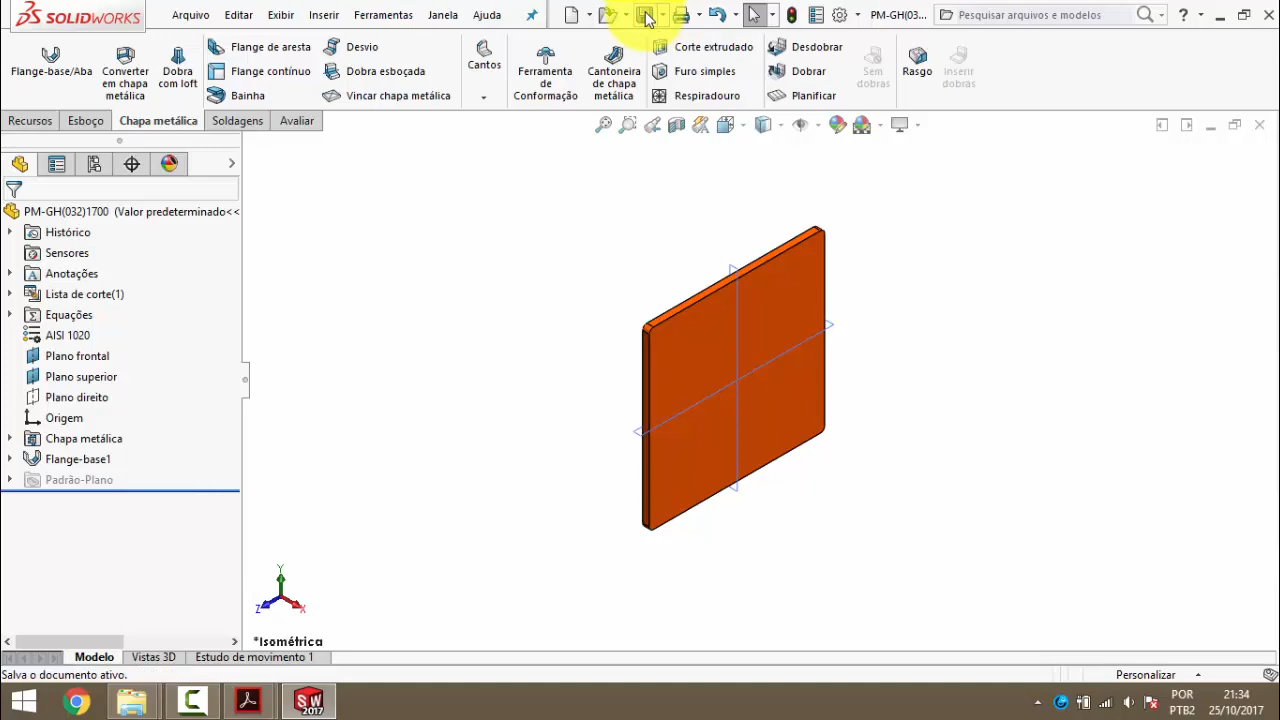 SOLIDWORKS
Arquivo Editar Exibir Inserir Ferramentas Janela Ajuda
PM-GH(03...
Pesquisar arquivos e modelos
?
Flange-base/Aba
Converter em chapa metálica
Dobra com loft
Flange de aresta
Flange contínuo
Bainha
Desvio
Dobra esboçada
Vincar chapa metálica
Cantos
Ferramenta de Conformação
Cantoneira de chapa metálica
Corte extrudado
Furo simples
Respiradouro
Desdobrar
Dobrar
Planificar
Sem dobras
Rasgo
Inserir dobras
Recursos Esboço Chapa metálica Soldagens Avaliar
PM-GH(032)1700 (Valor predeterminado<<
Histórico
Sensores
Anotações
Lista de corte(1)
Equações
AISI 1020
Plano frontal
Plano superior
Plano direito
Origem
Chapa metálica
Flange-base1
Padrão-Plano
Y
Z
X
*Isométrica
Modelo Vistas 3D Estudo de movimento 1
Salva o documento ativo.
Personalizar
SW
2017
POR
PTB2
21:34
25/10/2017